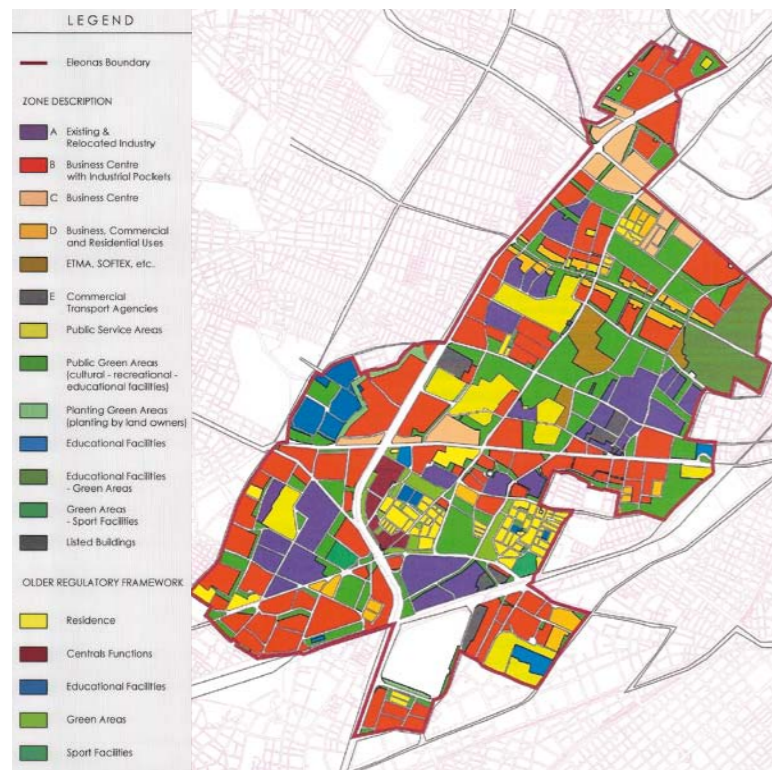 LEGEND
Eleonas Boundary
ZONE DESCRIPTION
A Existing &
Relocated Industry
B Business Centre
with Industrial Pockets
C Business Centre
D Business, Commercial
and Residential Uses
ETMA, SOFTEX, etc.
E Commercial
Transport Agencies
Public Service Areas
Public Green Areas
(cultural - recreational -
educational facilities)
Planting Green Areas
(planting by land owners)
Educational Facilities
Educational Facilities
- Green Areas
Green Areas
- Sport Facilities
Listed Buildings
OLDER REGULATORY FRAMEWORK
Residence
Centrals Functions
Educational Facilities
Green Areas
Sport Facilities